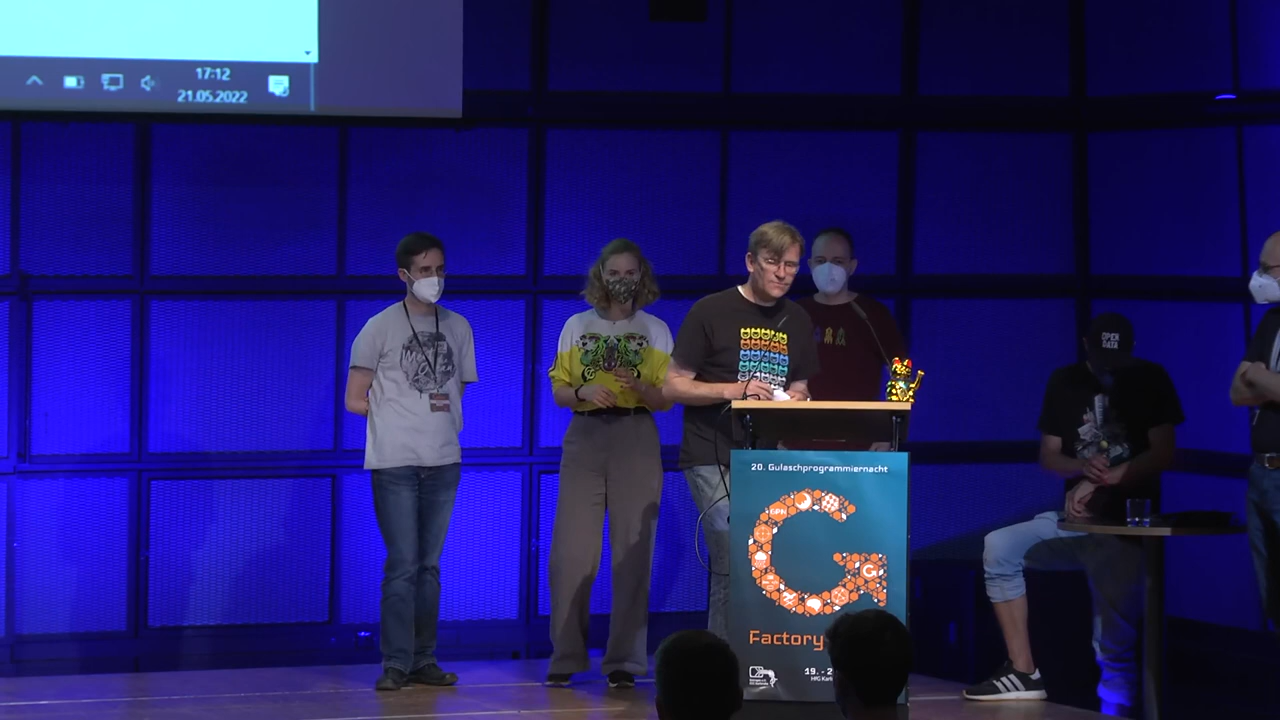 17:12
21.05.2022
OPEN
DATA
20. Gulaschprogrammiernacht
GPN
G
Factory
19. - 2
HfG Karl